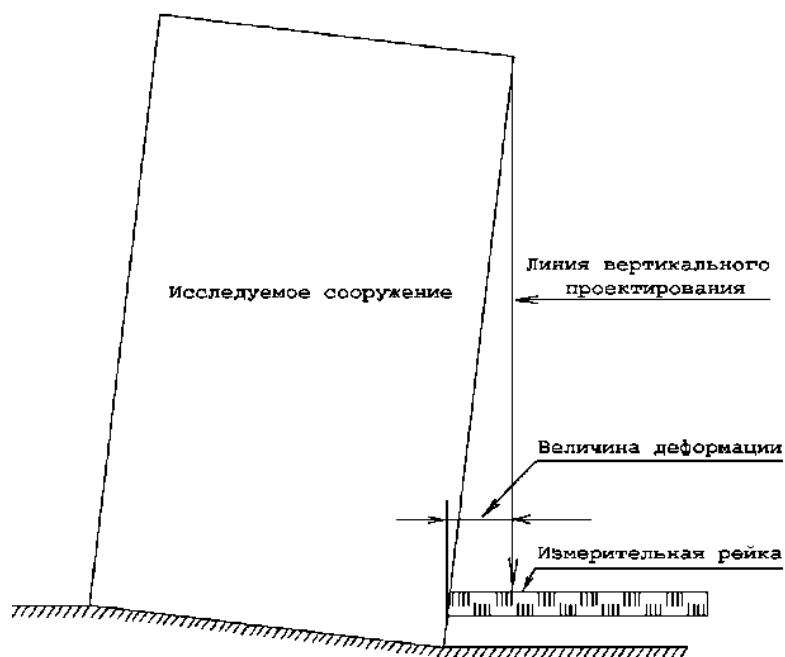 Исследуемое сооружение
Линия вертикального
проектирования
Величина деформации
Измерительная рейка